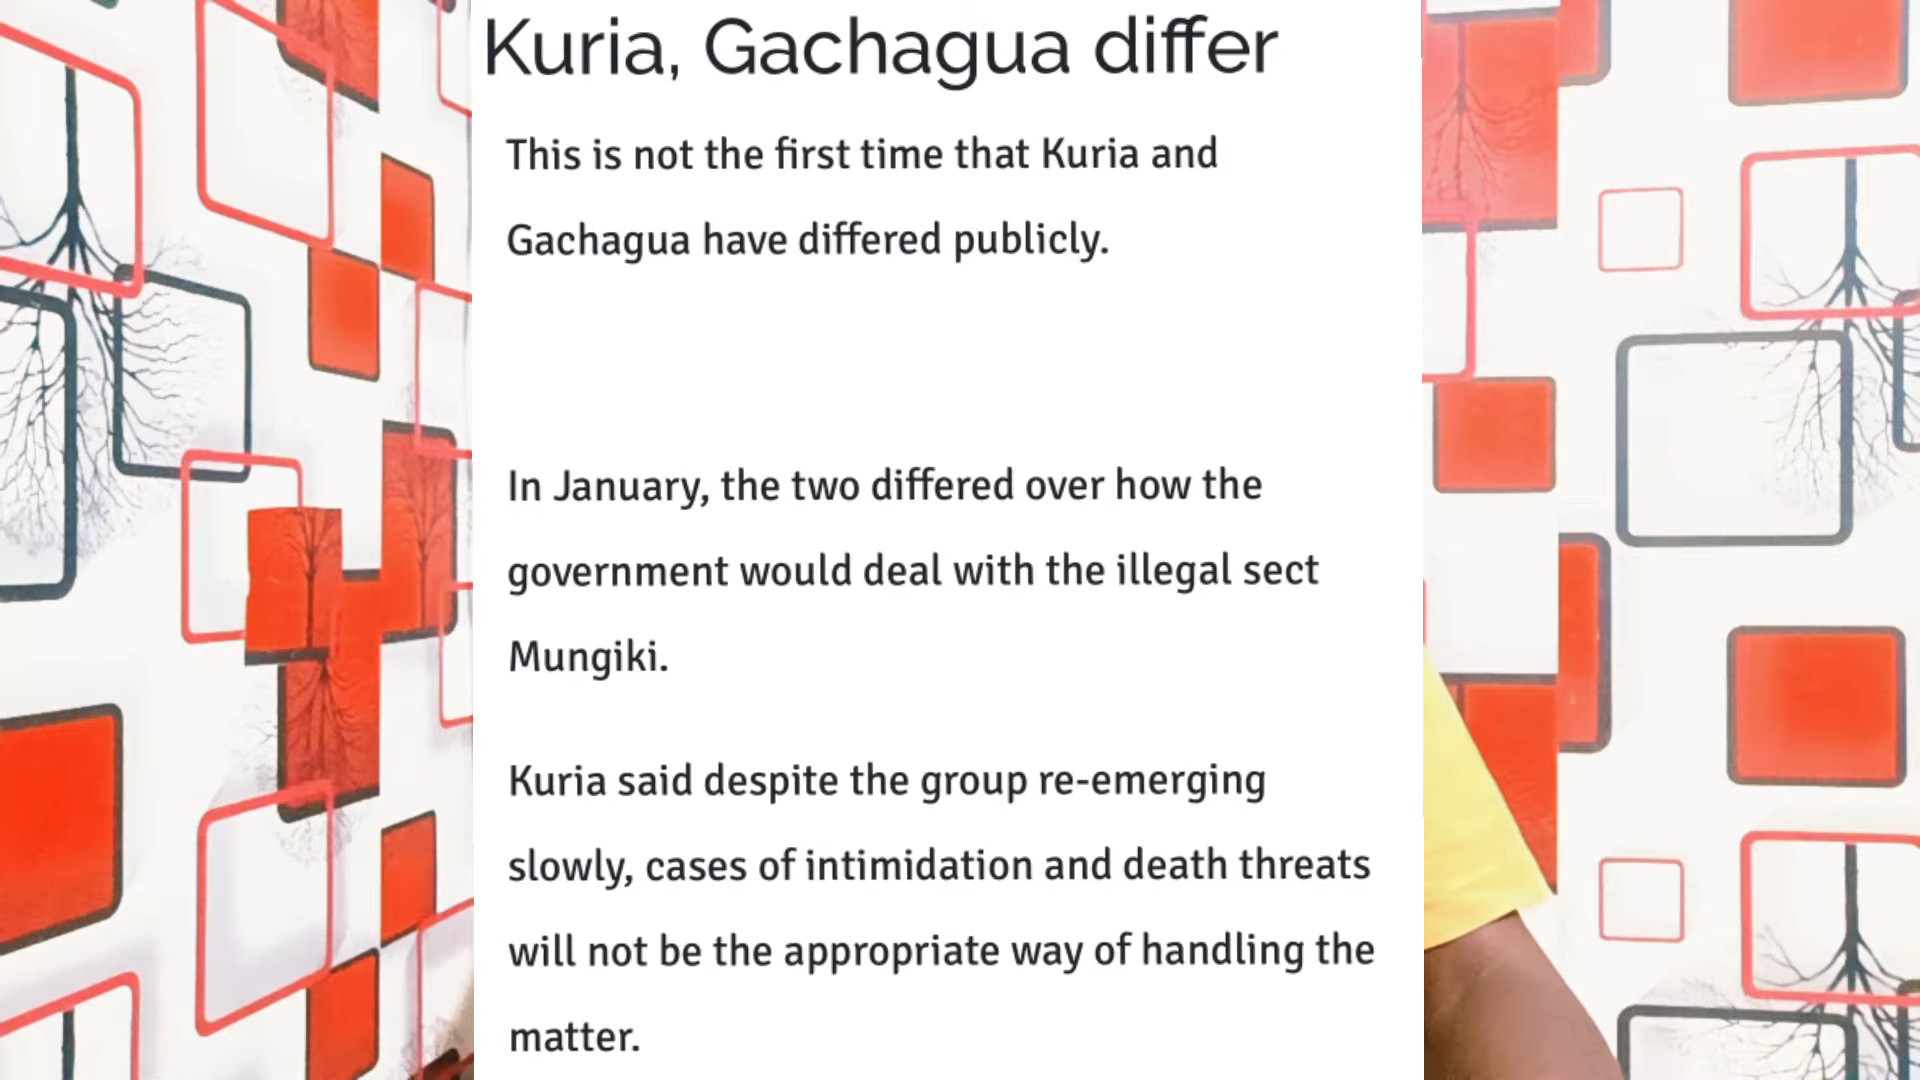 Kuria, Gachagua differ
This is not the first time that Kuria and
Gachagua have differed publicly.
In January, the two differed over how the
government would deal with the illegal sect
Mungiki.
Kuria said despite the group re-emerging
slowly, cases of intimidation and death threats
will not be the appropriate way of handling the
matter.